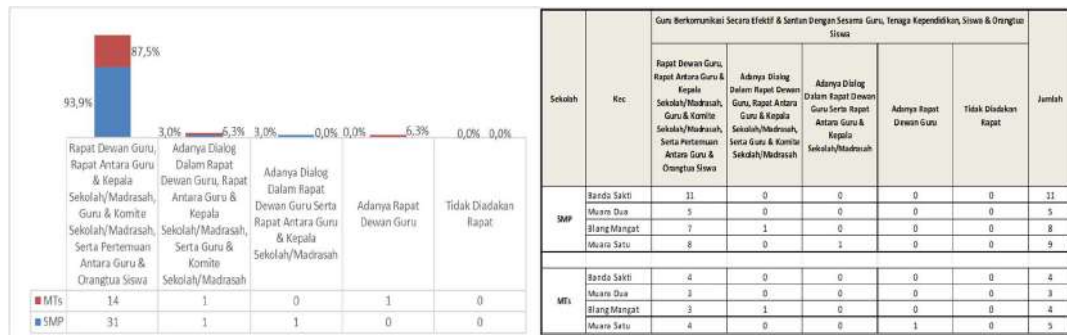 87,5%
93,9%
3,0% 6,3% 3,0% 0,0% 0,0% 6,3% 0,0% 0,0%
Rapat Dewan Guru,
Rapat Antara Guru
& Kepala
Sekolah/Madrasah,
Guru & Komite
Sekolah/Madrasah,
Serta Pertemuan
Antara Guru &
Orangtua Siswa
Adanya Dialog
Dalam Rapat
Dewan Guru, Rapat
Antara Guru &
Kepala
Sekolah/Madrasah,
Serta Guru &
Komite
Sekolah/Madrasah
Adanya Dialog
Dalam Rapat
Dewan Guru Serta
Rapat Antara Guru
& Kepala
Sekolah/Madrasah
Adanya Rapat
Dewan Guru
Tidak Diadakan
Rapat
MTs 14 1 0 1 0
SMP 31 1 1 0 0
Sekolah
Kec
Guru Berkomunikasi Secara Efektif & Santun Dengan Sesama Guru, Tenaga Kependidikan, Siswa & Orangtua
Siswa
Jumlah
Rapat Dewan Guru,
Rapat Antara Guru &
Kepala
Sekolah/Madrasah,
Guru & Komite
Sekolah/Madrasah,
Serta Pertemuan
Antara Guru &
Orangtua Siswa
Adanya Dialog
Dalam Rapat Dewan
Guru, Rapat Antara
Guru & Kepala
Sekolah/Madrasah,
Serta Guru & Komite
Sekolah/Madrasah
Adanya Dialog
Dalam Rapat Dewan
Guru Serta Rapat
Antara Guru &
Kepala
Sekolah/Madrasah
Adanya Rapat
Dewan Guru
Tidak Diadakan
Rapat
SMP
Banda Sakti 11 0 0 0 0 11
Muara Dua 5 0 0 0 0 5
Blang Mangat 7 1 0 0 0 8
Muara Satu 8 0 1 0 0 9
MTs
Banda Sakti 4 0 0 0 0 4
Muara Dua 3 0 0 0 0 3
Blang Mangat 3 1 0 0 0 4
Muara Satu 4 0 0 1 0 5